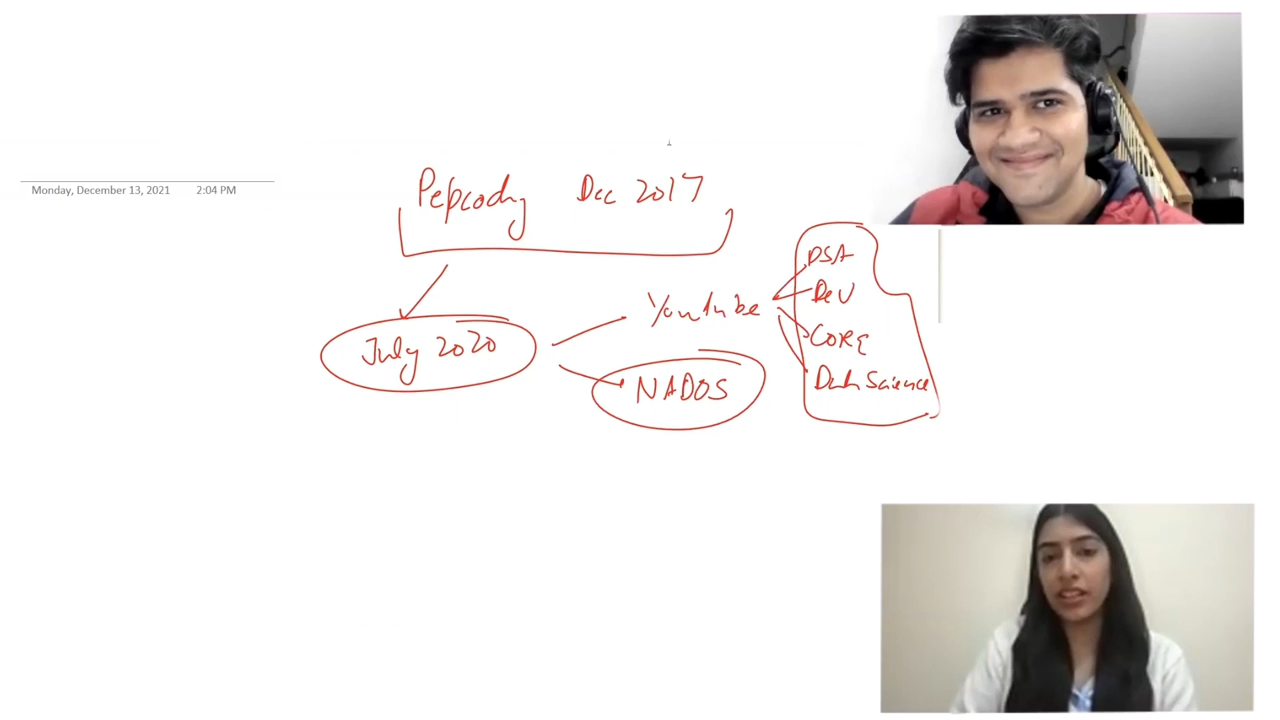 Monday, December 13, 2021 2:04 PM
Pepcoding Dec 2017
July 2020
Youtube
NADOS
DSA
Dev
CORE
Data Science